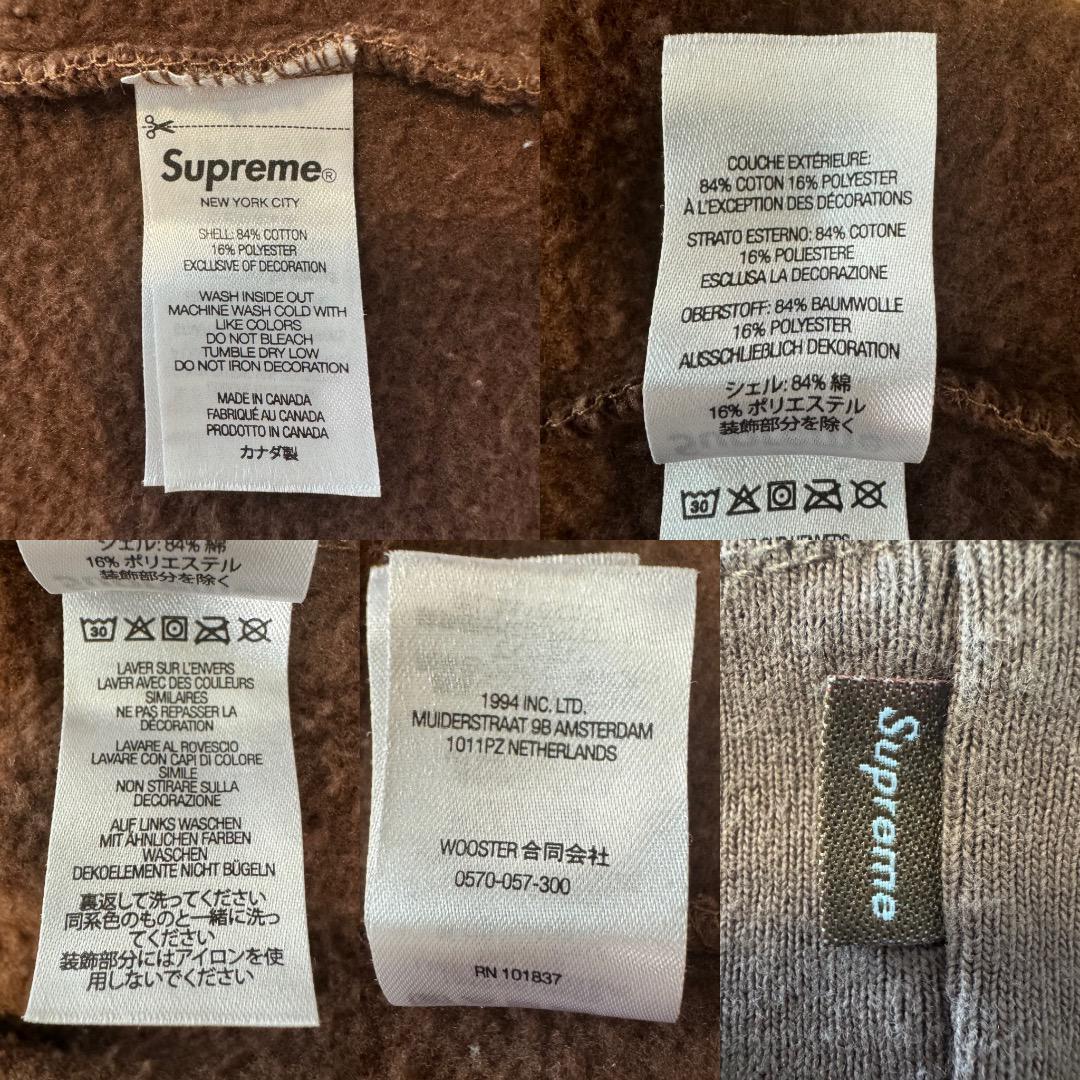 Supreme®
NEW YORK CITY
SHELL: 84% COTTON
16% POLYESTER
EXCLUSIVE OF DECORATION
WASH INSIDE OUT
MACHINE WASH COLD WITH
LIKE COLORS
DO NOT BLEACH
TUMBLE DRY LOW
DO NOT IRON DECORATION
MADE IN CANADA
FABRIQUÉ AU CANADA
PRODOTTO IN CANADA
カナダ製
COUCHE EXTÉRIEURE:
84% COTON 16% POLYESTER
À L'EXCEPTION DES DÉCORATIONS
STRATO ESTERNO: 84% COTONE
16% POLIESTERE
ESCLUSA LA DECORAZIONE
OBERSTOFF: 84% BAUMWOLLE
16% POLYESTER
AUSSCHLIEßLICH DEKORATION
シェル: 84% 綿
16% ポリエステル
装飾部分を除く
30
シェル: 84% 綿
16% ポリエステル
装飾部分を除く
30
LAVER SUR L'ENVERS
LAVER AVEC DES COULEURS
SIMILAIRES
NE PAS REPASSER LA
DÉCORATION
LAVARE AL ROVESCIO
LAVARE CON CAPI DI COLORE
SIMILE
NON STIRARE SULLA
DECORAZIONE
AUF LINKS WASCHEN
MIT ÄHNLICHEN FARBEN
WASCHEN
DEKOELEMENTE NICHT BÜGELN
裏返して洗ってください
同系色のものと一緒に洗っ
てください
装飾部分にはアイロンを使
用しないでください
1994 INC. LTD.
MUIDERSTRAAT 9B AMSTERDAM
1011PZ NETHERLANDS
WOOSTER 合同会社
0570-057-300
RN 101837
Supreme